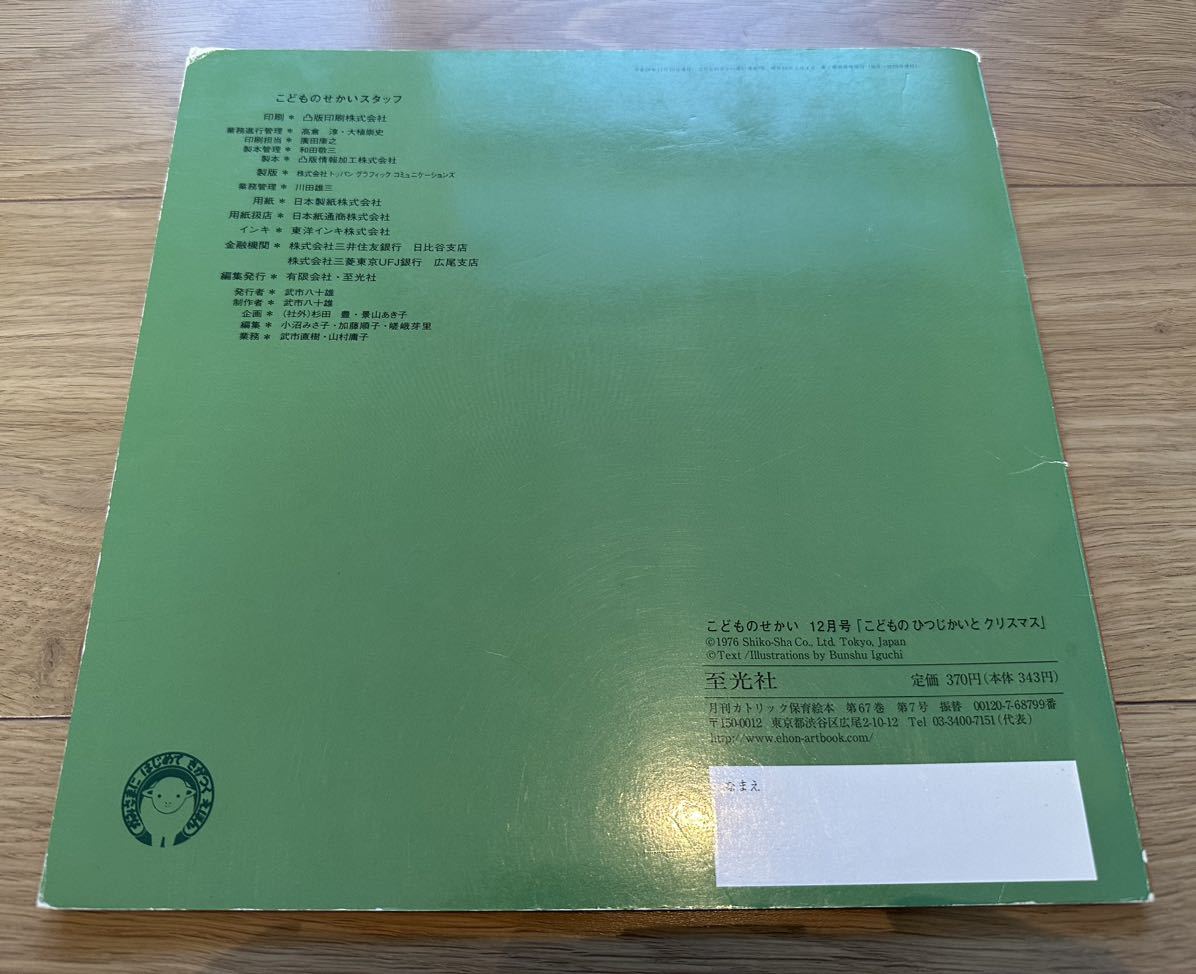 こどものせかいスタッフ
印刷＊ 凸版印刷株式会社
業務進行管理＊ 高倉 淳・大植崇史
印刷担当＊ 廣田康之
製本管理＊ 和田敬三
製本＊ 凸版情報加工株式会社
製版＊ 株式会社トッパン グラフィック コミュニケーションズ
業務管理＊ 川田雄三
用紙＊ 日本製紙株式会社
用紙扱店＊ 日本紙通商株式会社
インキ＊ 東洋インキ株式会社
金融機関＊ 株式会社三井住友銀行 日比谷支店
株式会社三菱東京UFJ銀行 広尾支店
編集発行＊ 有限会社・至光社
発行者＊ 武市八十雄
制作者＊ 武市八十雄
企画＊ (社外)杉田 豊・景山あき子
編集＊ 小沼みさ子・加藤順子・嵯峨芽里
業務＊ 武市直樹・山村庸子
こどものせかい 12月号「こどもの ひつじかいと クリスマス」
©1976 Shiko-Sha Co., Ltd. Tokyo, Japan
©Text /Illustrations by Bunshu Iguchi
至光社 定価 370円(本体 343円)
月刊カトリック保育絵本 第67巻 第7号 振替 00120-7-68799番
〒150-0012 東京都渋谷区広尾2-10-12 Tel 03-3400-7151(代表)
http://www.ehon-artbook.com/
なまえ
かみさまに はじめて きがつく えほん